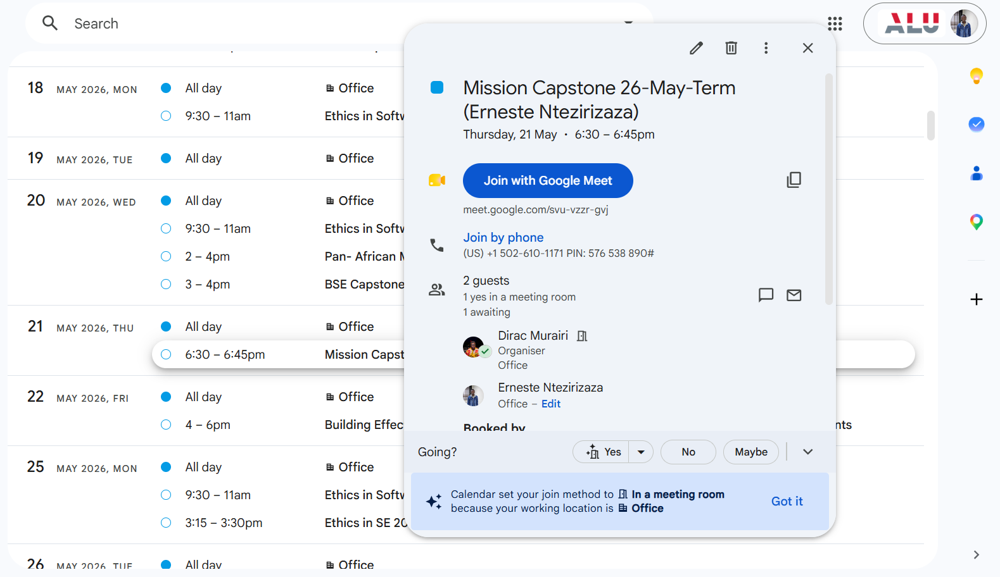 Search
ALU
18 MAY 2026, MON All day Office
9:30 – 11am Ethics in Softw
19 MAY 2026, TUE All day Office
20 MAY 2026, WED All day Office
9:30 – 11am Ethics in Softw
2 – 4pm Pan- African M
3 – 4pm BSE Capstone
21 MAY 2026, THU All day Office
6:30 – 6:45pm Mission Capst
22 MAY 2026, FRI All day Office
4 – 6pm Building Effec
nts
25 MAY 2026, MON All day Office
9:30 – 11am Ethics in Softw
3:15 – 3:30pm Ethics in SE 20
26 MAY 2026, TUE All day Office
Mission Capstone 26-May-Term
(Erneste Ntezirizaza)
Thursday, 21 May • 6:30 – 6:45pm
Join with Google Meet
meet.google.com/svu-vzzr-gvj
Join by phone
(US) +1 502-610-1171 PIN: 576 538 890#
2 guests
1 yes in a meeting room
1 awaiting
Dirac Murairi
Organiser
Office
Erneste Ntezirizaza
Office – Edit
Booked by
Going? Yes No Maybe
Calendar set your join method to In a meeting room
because your working location is Office
Got it